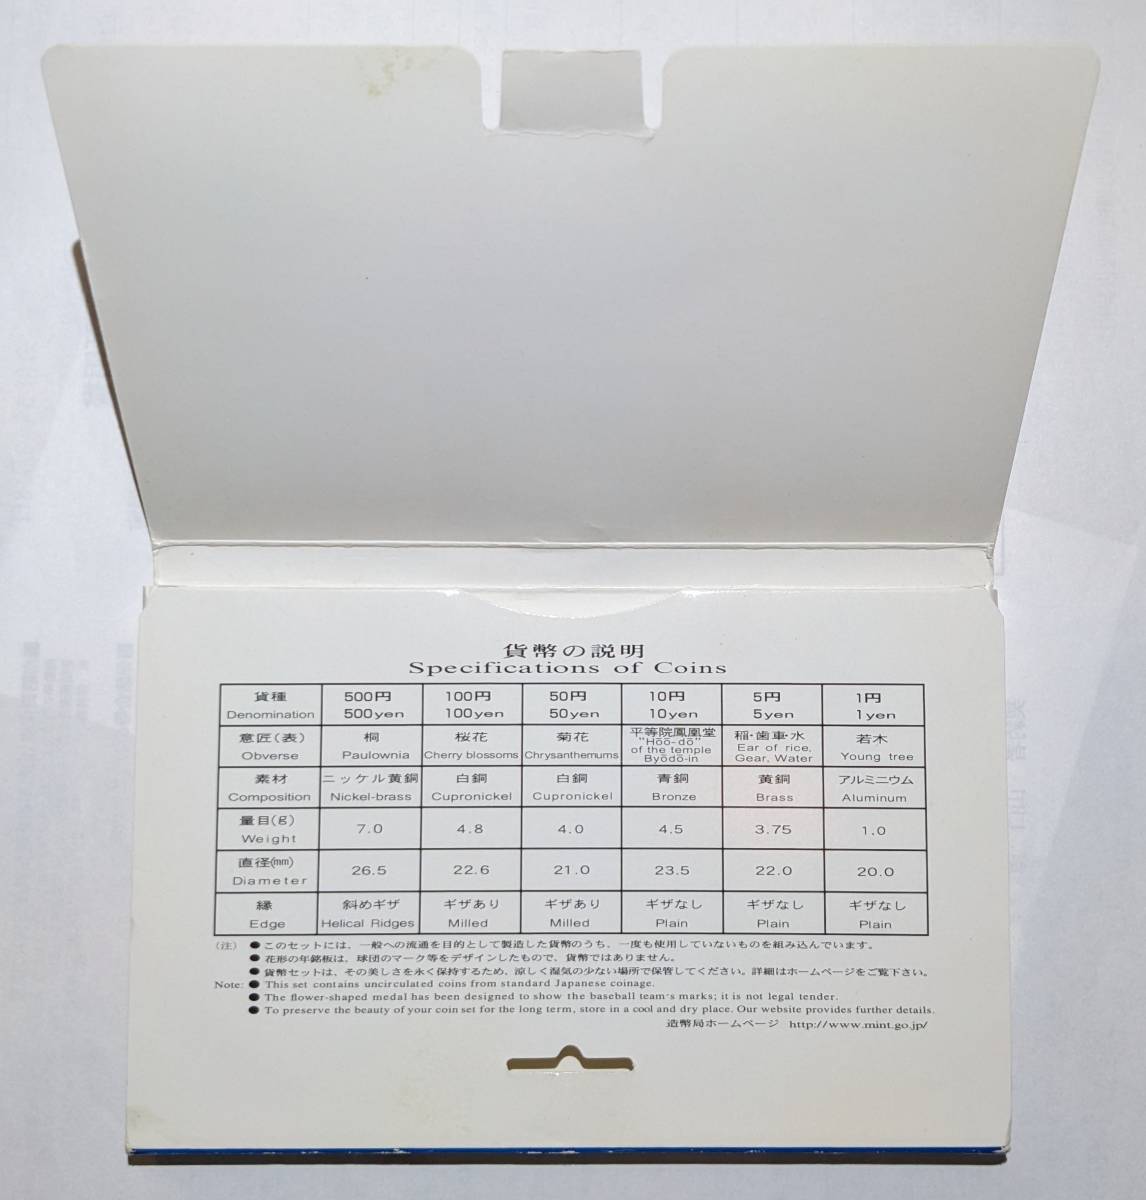 貨幣の説明
Specifications of Coins
貨種 500円 100円 50円 10円 5円 1円
Denomination 500yen 100yen 50yen 10yen 5yen 1yen
意匠(表) 桐 桜花 菊花 平等院鳳凰堂 稲・歯車・水 若木
Obverse Paulownia Cherry blossoms Chrysanthemums "Hōō-dō" of the temple Byōdō-in Ear of rice, Gear, Water Young tree
素材 ニッケル黄銅 白銅 白銅 青銅 黄銅 アルミニウム
Composition Nickel-brass Cupronickel Cupronickel Bronze Brass Aluminum
量目(g) 7.0 4.8 4.0 4.5 3.75 1.0
Weight
直径(mm) 26.5 22.6 21.0 23.5 22.0 20.0
Diameter
縁 斜めギザ ギザあり ギザあり ギザなし ギザなし ギザなし
Edge Helical Ridges Milled Milled Plain Plain Plain
(注) ●このセットには、一般への流通を目的として製造した貨幣のうち、一度も使用していないものを組み込んでいます。
●花形の年銘板は、球団のマーク等をデザインしたもので、貨幣ではありません。
●貨幣セットは、その美しさを永く保持するため、涼しく湿気の少ない場所で保管してください。詳細はホームページをご覧下さい。
Note: ●This set contains uncirculated coins from standard Japanese coinage.
●The flower-shaped medal has been designed to show the baseball team's marks; it is not legal tender.
●To preserve the beauty of your coin set for the long term, store in a cool and dry place. Our website provides further details.
造幣局ホームページ http://www.mint.go.jp/